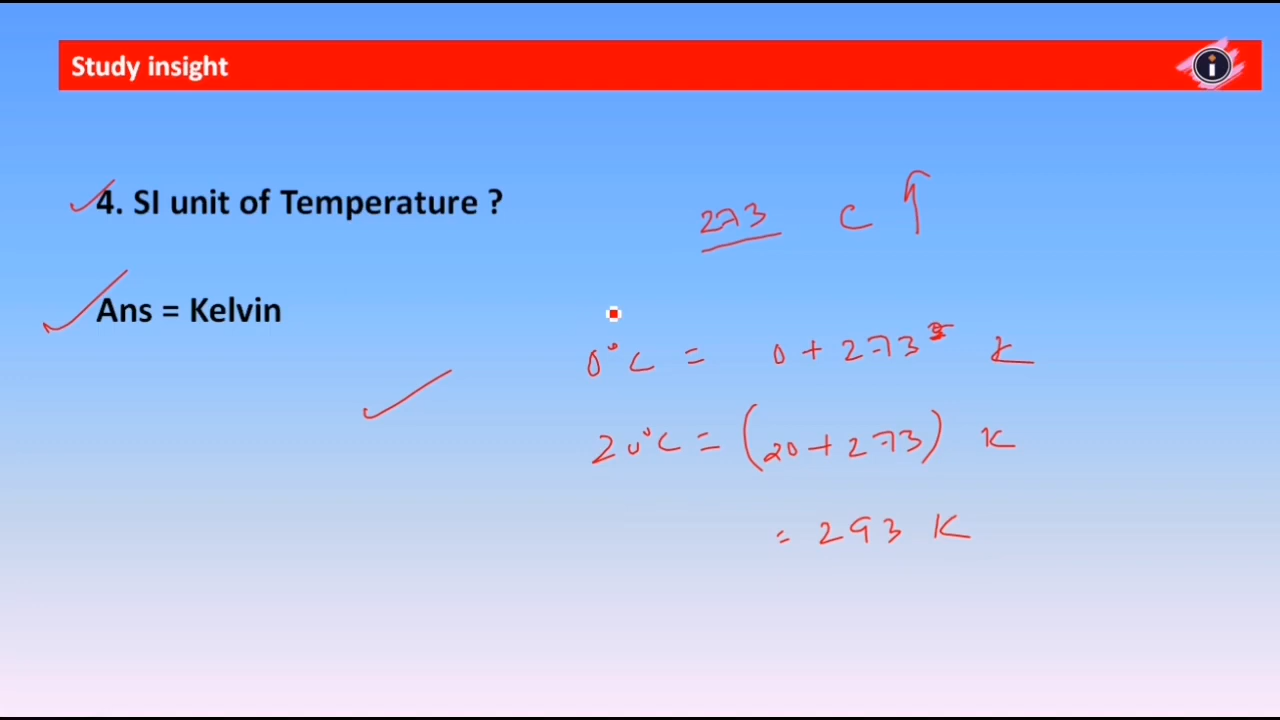 Study insight
i
4. SI unit of Temperature ?
273 C
Ans = Kelvin
0°C = 0 + 273 K
20°C = (20 + 273) K
= 293 K